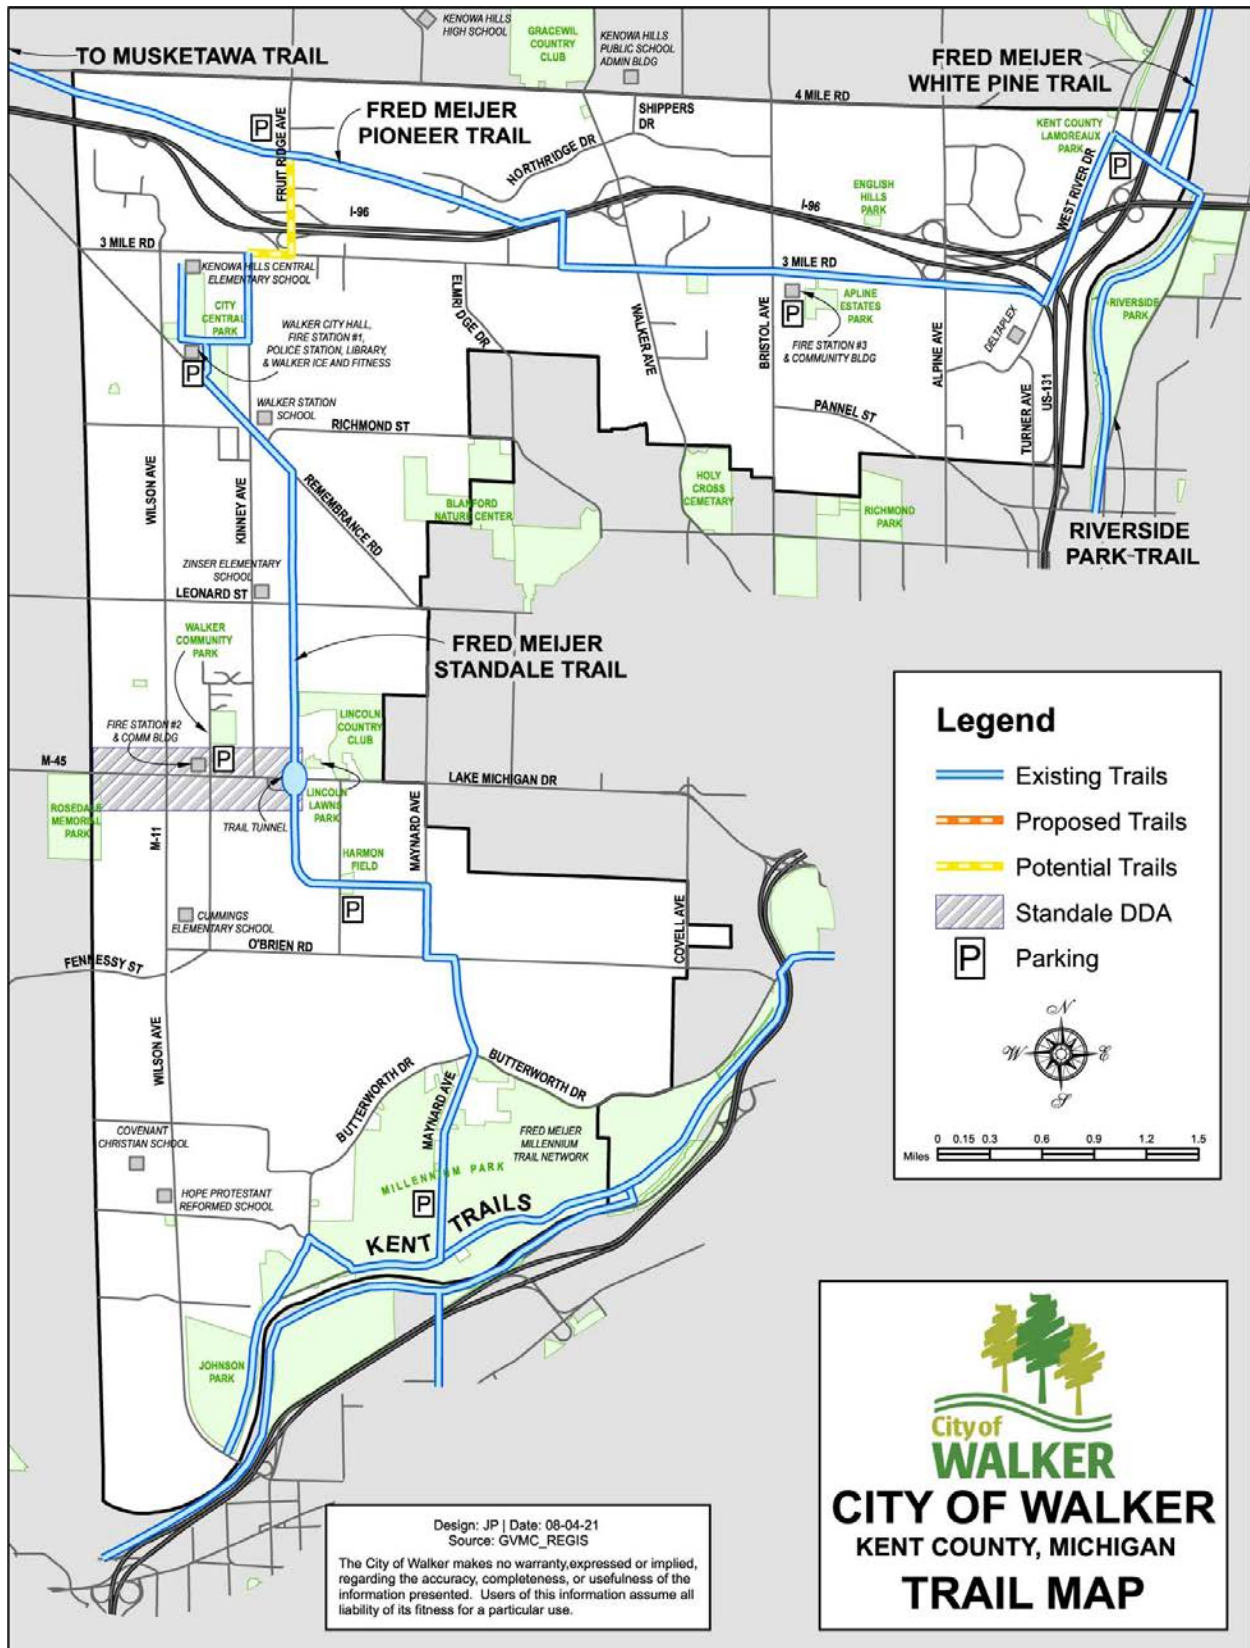 KENOWA HILLS
HIGH SCHOOL
GRACEWIL
COUNTRY
CLUB
KENOWA HILLS
PUBLIC SCHOOL
ADMIN BLDG
TO MUSKETAWA TRAIL
FRED MEIJER
WHITE PINE TRAIL
FRED MEIJER
PIONEER TRAIL
4 MILE RD
SHIPPERS
DR
KENT COUNTY
LAMOREAUX
PARK
P
P
FRUIT RIDGE AVE
NORTHRIDGE DR
WEST RIVER DR
ENGLISH
HILLS
PARK
I-96
I-96
3 MILE RD
KENOWA HILLS CENTRAL
ELEMENTARY SCHOOL
3 MILE RD
CITY
CENTRAL
PARK
ELMRIDGE DR
WALKER AVE
BRISTOL AVE
P
APLINE
ESTATES
PARK
ALPINE AVE
RIVERSIDE
PARK
DELTAPLEX
WALKER CITY HALL,
FIRE STATION #1,
POLICE STATION, LIBRARY,
& WALKER ICE AND FITNESS
P
FIRE STATION #3
& COMMUNITY BLDG
WALKER STATION
SCHOOL
RICHMOND ST
PANNEL ST
TURNER AVE
US-131
WILSON AVE
KINNEY AVE
REMEMBRANCE RD
BLANFORD
NATURE CENTER
HOLY
CROSS
CEMETARY
RICHMOND
PARK
RIVERSIDE
PARK TRAIL
ZINSER ELEMENTARY
SCHOOL
LEONARD ST
WALKER
COMMUNITY
PARK
FRED MEIJER
STANDALE TRAIL
FIRE STATION #2
& COMM BLDG
P
LINCOLN
COUNTRY
CLUB
M-45
LAKE MICHIGAN DR
ROSEDALE
MEMORIAL
PARK
LINCOLN
LAWNS
PARK
TRAIL TUNNEL
M-11
MAYNARD AVE
HARMON
FIELD
P
CUMMINGS
ELEMENTARY SCHOOL
O'BRIEN RD
COVELL AVE
FENNESSY ST
WILSON AVE
BUTTERWORTH DR
BUTTERWORTH DR
MAYNARD AVE
COVENANT
CHRISTIAN SCHOOL
FRED MEIJER
MILLENNIUM
TRAIL NETWORK
MILLENNIUM PARK
P
HOPE PROTESTANT
REFORMED SCHOOL
KENT TRAILS
JOHNSON
PARK
Legend
Existing Trails
Proposed Trails
Potential Trails
Standale DDA
P Parking
N
W E
S
0 0.15 0.3 0.6 0.9 1.2 1.5
Miles
City of
WALKER
CITY OF WALKER
KENT COUNTY, MICHIGAN
TRAIL MAP
Design: JP | Date: 08-04-21
Source: GVMC_REGIS
The City of Walker makes no warranty,expressed or implied,
regarding the accuracy, completeness, or usefulness of the
information presented. Users of this information assume all
liability of its fitness for a particular use.